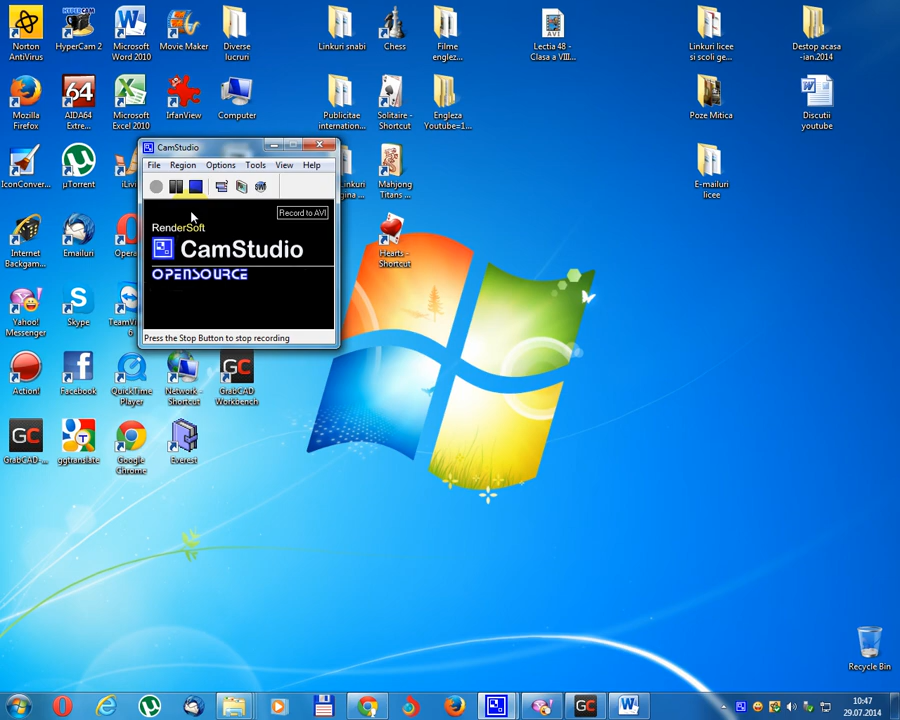 Norton
AntiVirus
HyperCam 2
Microsoft
Word 2010
Movie Maker
Diverse
lucruri
Linkuri snabi
Chess
Filme
englez...
Lectia 48 -
Clasa a VIII...
Linkuri licee
si scoli ge...
Destop acasa
-ian.2014
Mozilla
Firefox
AIDA64
Extre...
Microsoft
Excel 2010
IrfanView
Computer
Publicitae
internation...
Solitaire -
Shortcut
Engleza
Youtube=1...
Poze Mitica
Discutii
youtube
CamStudio
File Region Options Tools View Help
Record to AVI
RenderSoft
CamStudio
OPENSOURCE
Press the Stop Button to stop recording
IconConver...
µTorrent
Linkuri
Mahjong
Titans ...
E-mailuri
licee
Internet
Backgam...
Emailuri
Hearts -
Shortcut
Yahoo!
Messenger
Skype
Action!
Facebook
QuickTime
Player
Network -
Shortcut
GrabCAD
Workbench
GrabCAD-...
ggtranslate
Google
Chrome
Everest
Recycle Bin
10:47
29.07.2014